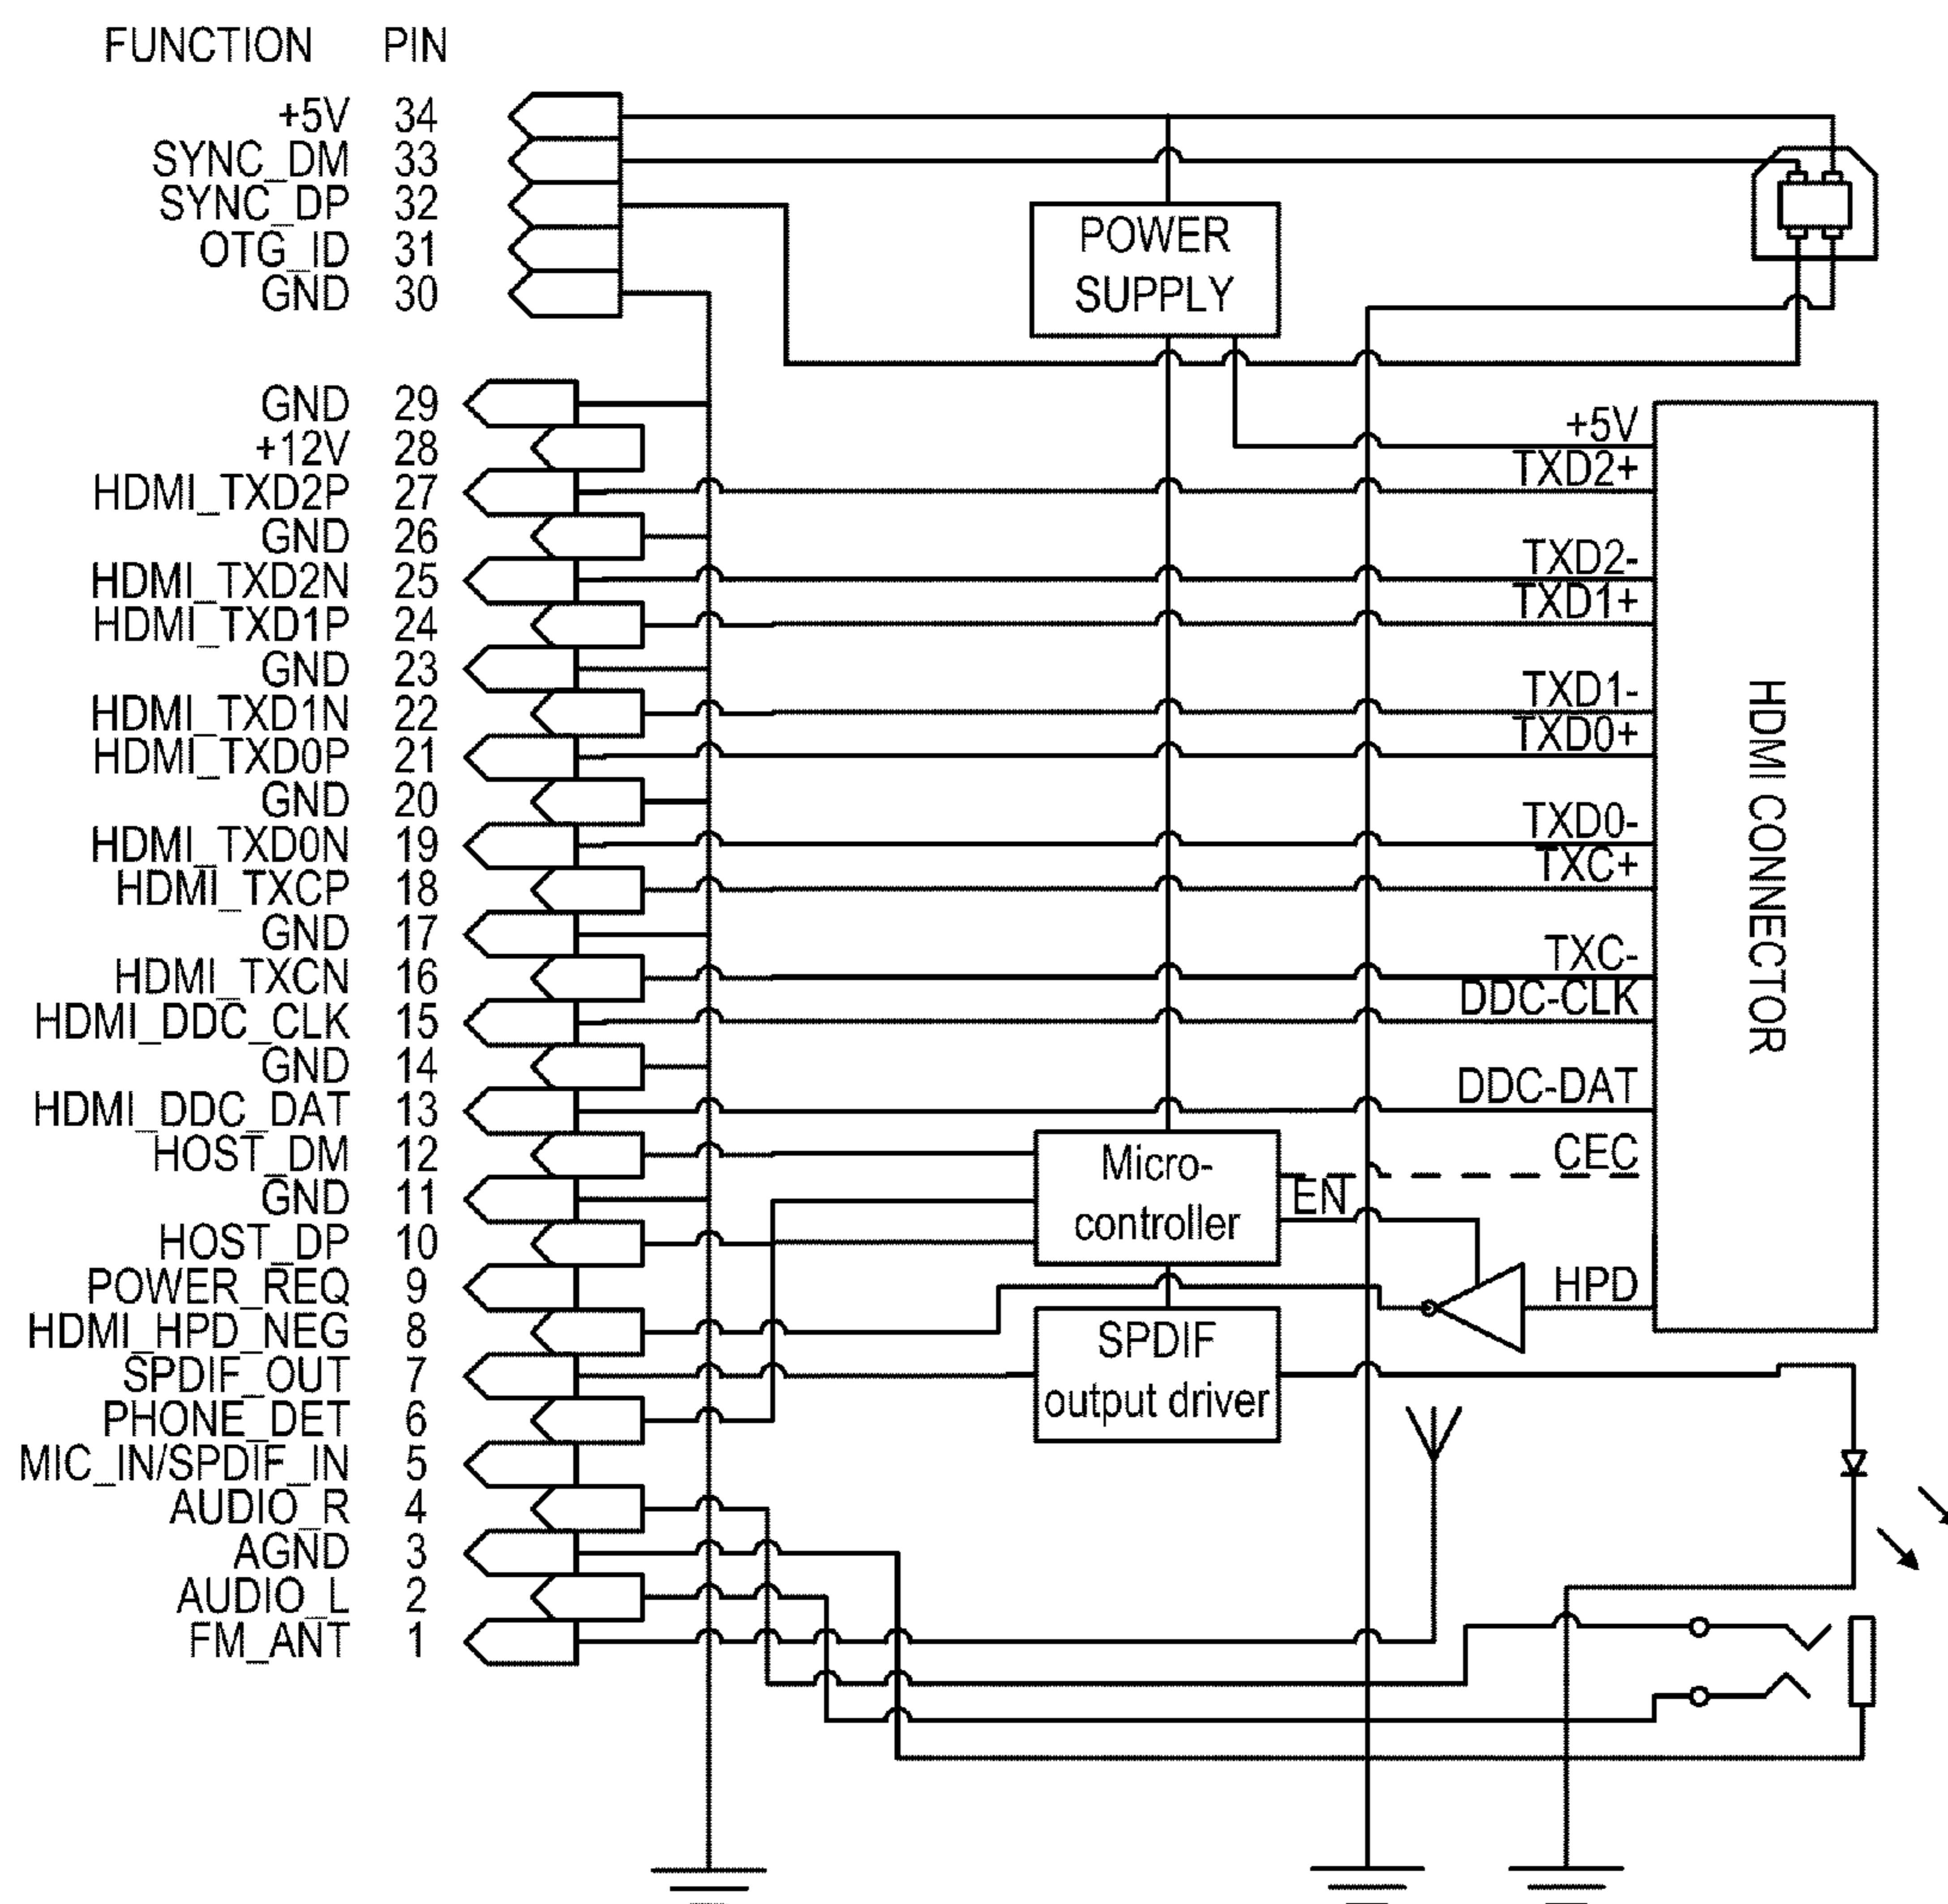 FUNCTION PIN
+5V 34
SYNC_DM 33
SYNC_DP 32
OTG_ID 31
GND 30
GND 29
+12V 28
HDMI_TXD2P 27
GND 26
HDMI_TXD2N 25
HDMI_TXD1P 24
GND 23
HDMI_TXD1N 22
HDMI_TXD0P 21
GND 20
HDMI_TXD0N 19
HDMI_TXCP 18
GND 17
HDMI_TXCN 16
HDMI_DDC_CLK 15
GND 14
HDMI_DDC_DAT 13
HOST_DM 12
GND 11
HOST_DP 10
POWER_REQ 9
HDMI_HPD_NEG 8
SPDIF_OUT 7
PHONE_DET 6
MIC_IN/SPDIF_IN 5
AUDIO_R 4
AGND 3
AUDIO_L 2
FM_ANT 1
POWER
SUPPLY
Micro-
controller
SPDIF
output driver
EN
+5V
TXD2+
TXD2-
TXD1+
TXD1-
TXD0+
TXD0-
TXC+
TXC-
DDC-CLK
DDC-DAT
CEC
HPD
HDMI CONNECTOR